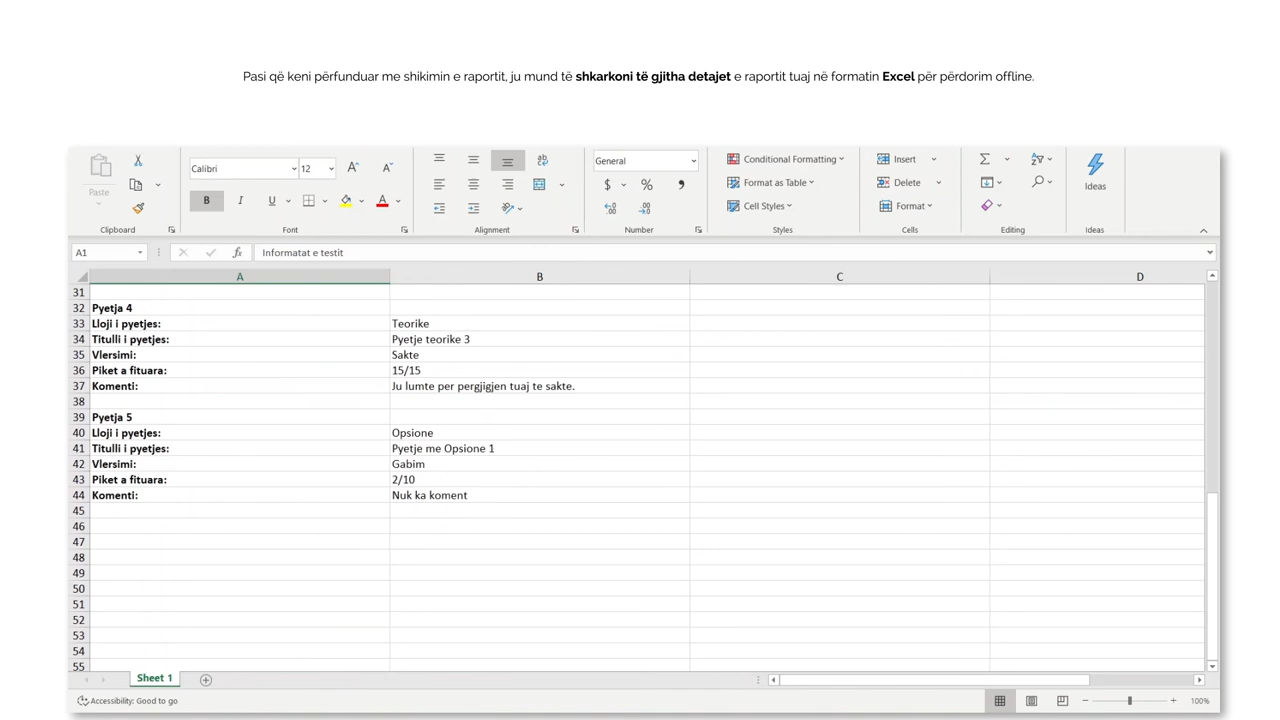 Pasi që keni përfunduar me shikimin e raportit, ju mund të shkarkoni të gjitha detajet e raportit tuaj në formatin Excel për përdorim offline.
Paste
Clipboard
Calibri 12
B I U A
Font
ab
Alignment
General
$ % ,
Number
Conditional Formatting
Format as Table
Cell Styles
Styles
Insert
Delete
Format
Cells
Editing
Ideas
Ideas
A1 fx Informatat e testit
A B C D
31
32 Pyetja 4
33 Lloji i pyetjes: Teorike
34 Titulli i pyetjes: Pyetje teorike 3
35 Vlersimi: Sakte
36 Piket a fituara: 15/15
37 Komenti: Ju lumte per pergjigjen tuaj te sakte.
38
39 Pyetja 5
40 Lloji i pyetjes: Opsione
41 Titulli i pyetjes: Pyetje me Opsione 1
42 Vlersimi: Gabim
43 Piket a fituara: 2/10
44 Komenti: Nuk ka koment
45
46
47
48
49
50
51
52
53
54
55
Sheet 1
Accessibility: Good to go 100%